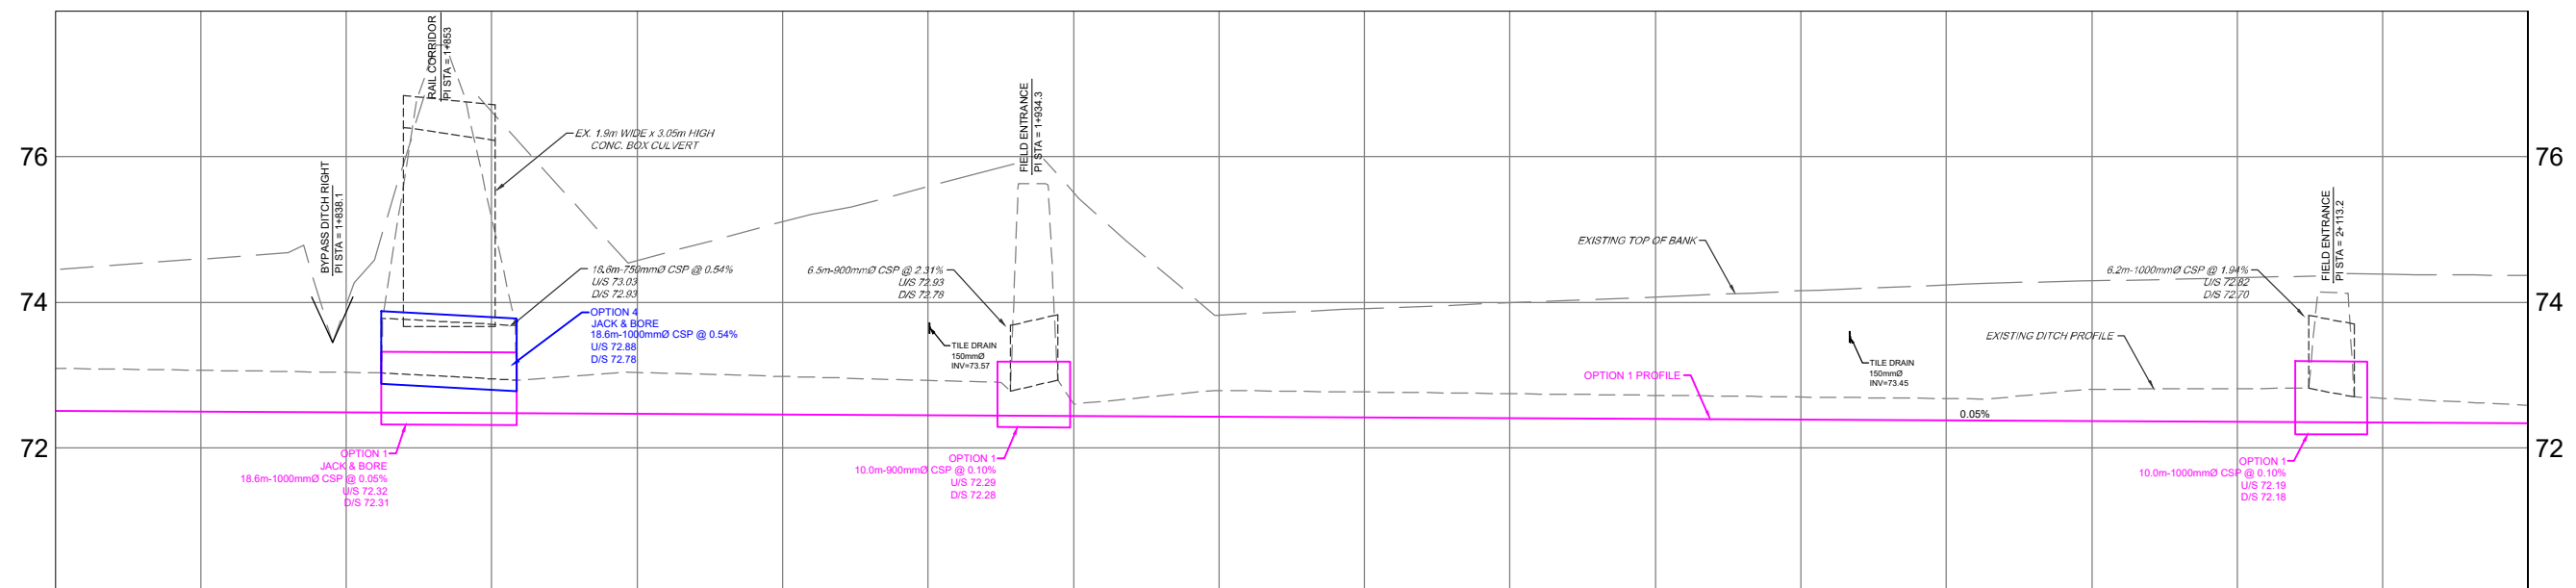 RAIL CORRIDOR
PI STA = 1+853
BYPASS DITCH RIGHT
PI STA = 1+838.1
EX. 1.9m WIDE x 3.05m HIGH
CONC. BOX CULVERT
FIELD ENTRANCE
PI STA = 1+934.3
FIELD ENTRANCE
PI STA = 2+113.2
76
76
EXISTING TOP OF BANK
18.6m-750mmØ CSP @ 0.54%
U/S 73.03
D/S 72.93
6.5m-900mmØ CSP @ 2.31%
U/S 72.93
D/S 72.78
6.2m-1000mmØ CSP @ 1.94%
U/S 72.82
D/S 72.70
74
74
OPTION 4
JACK & BORE
18.6m-1000mmØ CSP @ 0.54%
U/S 72.88
D/S 72.78
TILE DRAIN
150mmØ
INV=73.57
EXISTING DITCH PROFILE
TILE DRAIN
150mmØ
INV=73.45
OPTION 1 PROFILE
0.05%
72
72
OPTION 1
JACK & BORE
18.6m-1000mmØ CSP @ 0.05%
U/S 72.32
D/S 72.31
OPTION 1
10.0m-900mmØ CSP @ 0.10%
U/S 72.29
D/S 72.28
OPTION 1
10.0m-1000mmØ CSP @ 0.10%
U/S 72.19
D/S 72.18